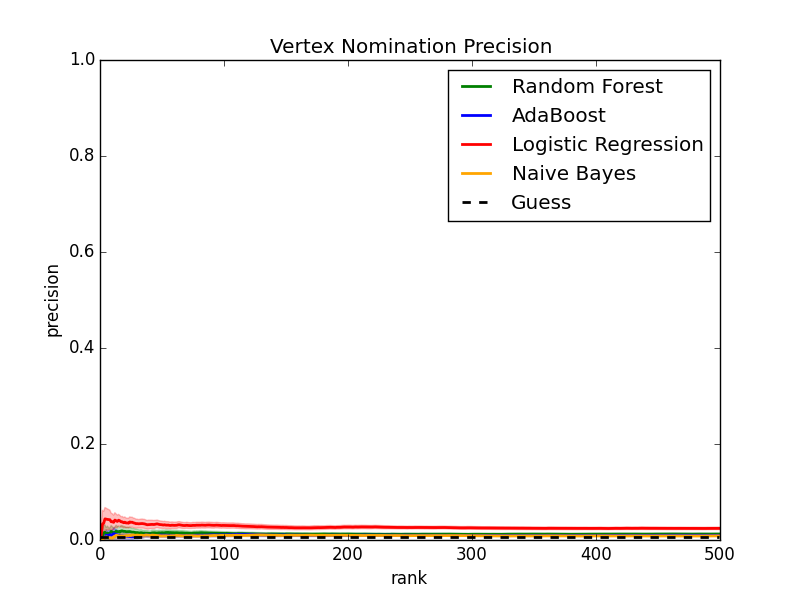 Vertex Nomination Precision
1.0
0.8
0.6
0.4
0.2
0.0
precision
Random Forest
AdaBoost
Logistic Regression
Naive Bayes
Guess
0 100 200 300 400 500
rank